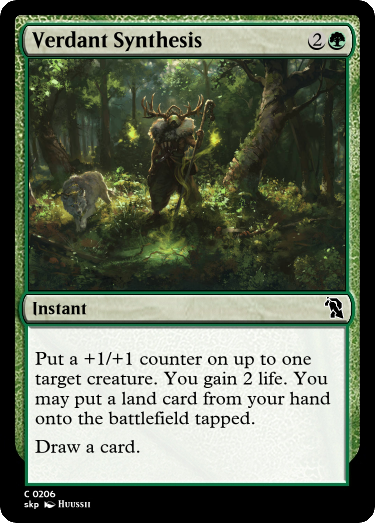 Verdant Synthesis 2
Instant
Put a +1/+1 counter on up to one
target creature. You gain 2 life. You
may put a land card from your hand
onto the battlefield tapped.
Draw a card.
C 0206
skp Huussii